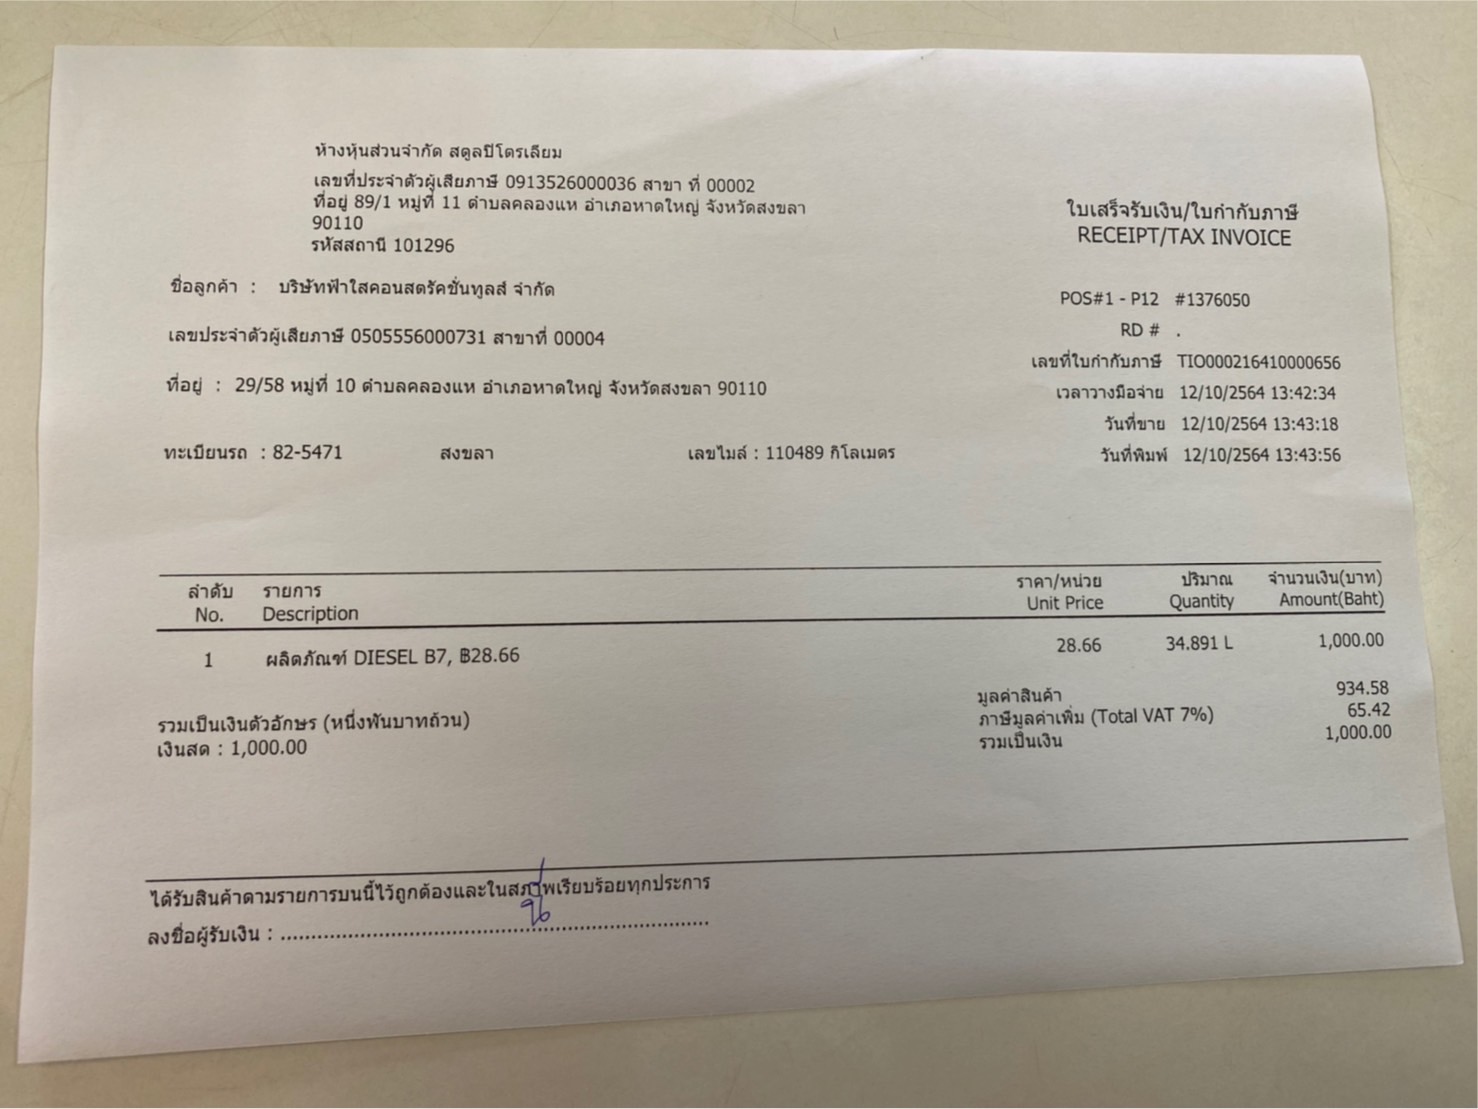 ห้างหุ้นส่วนจำกัด สตูลปิโตรเลียม
เลขที่ประจำตัวผู้เสียภาษี 0913526000036 สาขา ที่ 00002
ที่อยู่ 89/1 หมู่ที่ 11 ตำบลคลองแห อำเภอหาดใหญ่ จังหวัดสงขลา
90110
รหัสสถานี 101296
ใบเสร็จรับเงิน/ใบกำกับภาษี
RECEIPT/TAX INVOICE
ชื่อลูกค้า : บริษัทฟ้าใสคอนสตรัคชั่นทูลส์ จำกัด
เลขประจำตัวผู้เสียภาษี 0505556000731 สาขาที่ 00004
ที่อยู่ : 29/58 หมู่ที่ 10 ตำบลคลองแห อำเภอหาดใหญ่ จังหวัดสงขลา 90110
ทะเบียนรถ : 82-5471 สงขลา เลขไมล์ : 110489 กิโลเมตร
POS#1 - P12 #1376050
RD # .
เลขที่ใบกำกับภาษี TIO000216410000656
เวลาวางมือจ่าย 12/10/2564 13:42:34
วันที่ขาย 12/10/2564 13:43:18
วันที่พิมพ์ 12/10/2564 13:43:56
ลำดับ รายการ ราคา/หน่วย ปริมาณ จำนวนเงิน(บาท)
No. Description Unit Price Quantity Amount(Baht)
1 ผลิตภัณฑ์ DIESEL B7, ฿28.66 28.66 34.891 L 1,000.00
มูลค่าสินค้า 934.58
ภาษีมูลค่าเพิ่ม (Total VAT 7%) 65.42
รวมเป็นเงิน 1,000.00
รวมเป็นเงินตัวอักษร (หนึ่งพันบาทถ้วน)
เงินสด : 1,000.00
ได้รับสินค้าตามรายการบนนี้ไว้ถูกต้องและในสภาพเรียบร้อยทุกประการ
ลงชื่อผู้รับเงิน : ........................................................................